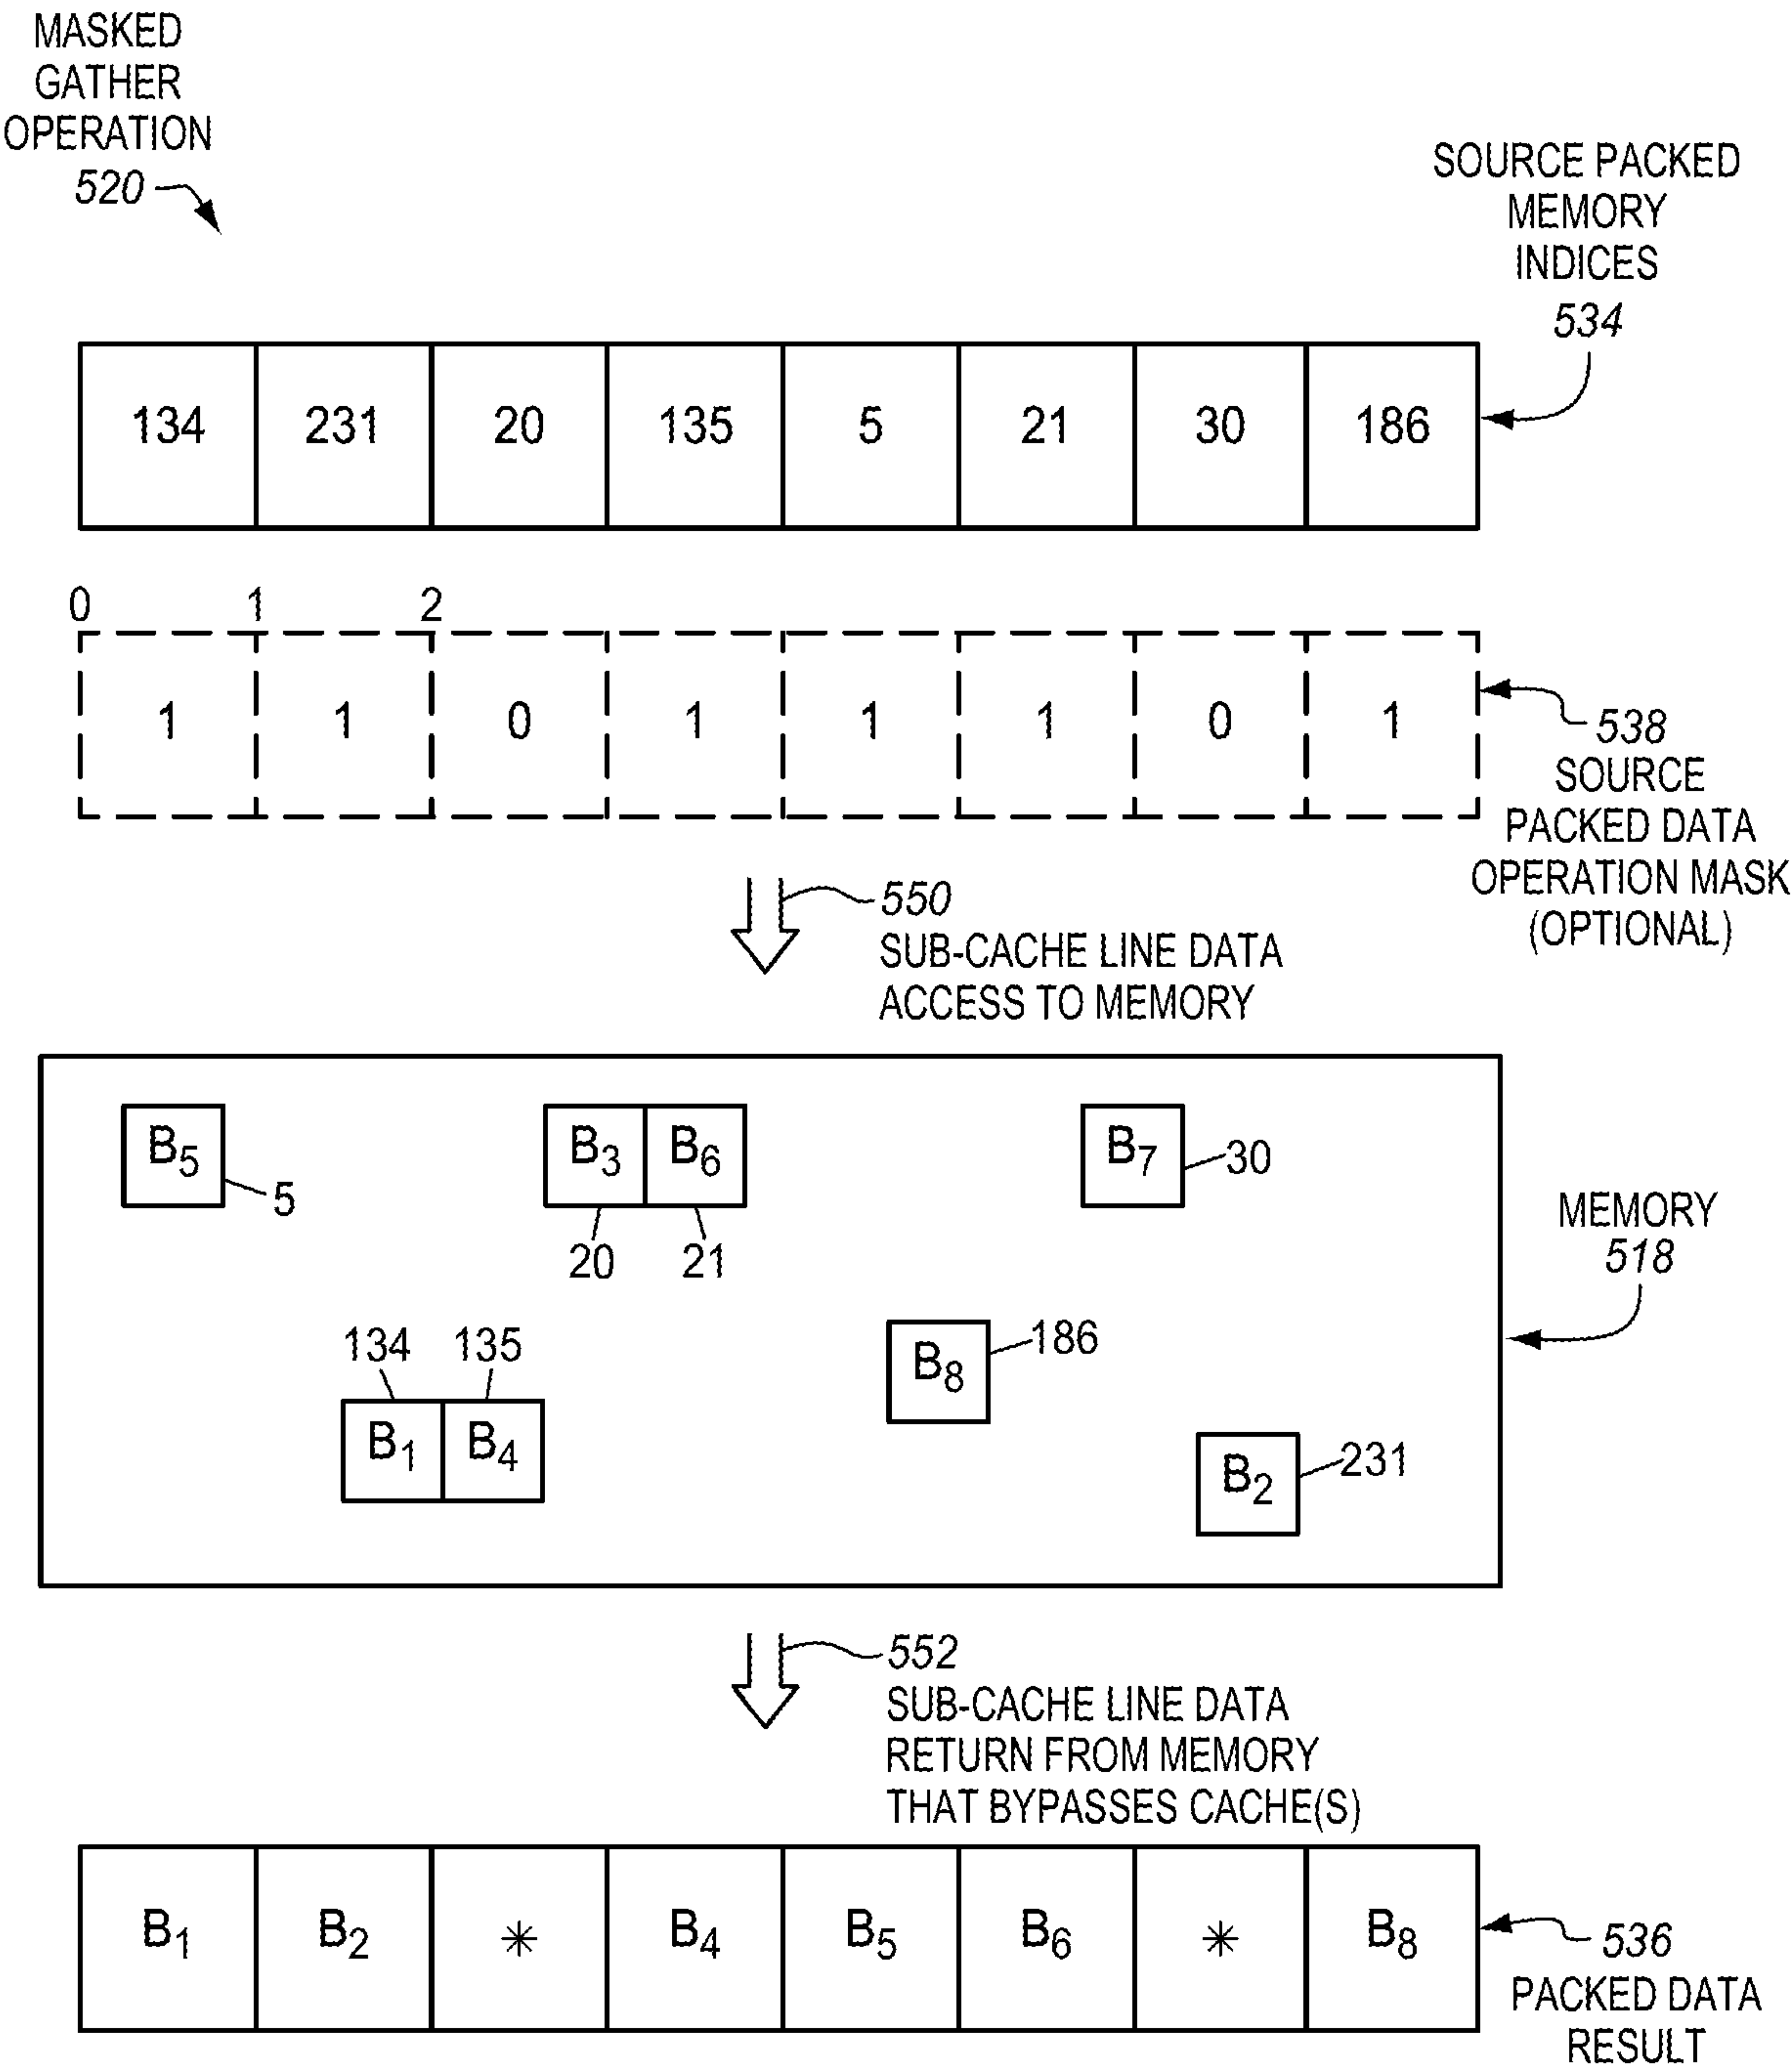 MASKED
GATHER
OPERATION
520
SOURCE PACKED
MEMORY
INDICES
534
134 231 20 135 5 21 30 186
0 1 2
1 1 0 1 1 1 0 1
538
SOURCE
PACKED DATA
OPERATION MASK
(OPTIONAL)
550
SUB-CACHE LINE DATA
ACCESS TO MEMORY
B5 B3 B6 B7
5 20 21 30
MEMORY
518
134 135 186
B1 B4 B8
B2 231
552
SUB-CACHE LINE DATA
RETURN FROM MEMORY
THAT BYPASSES CACHE(S)
B1 B2 * B4 B5 B6 * B8
536
PACKED DATA
RESULT